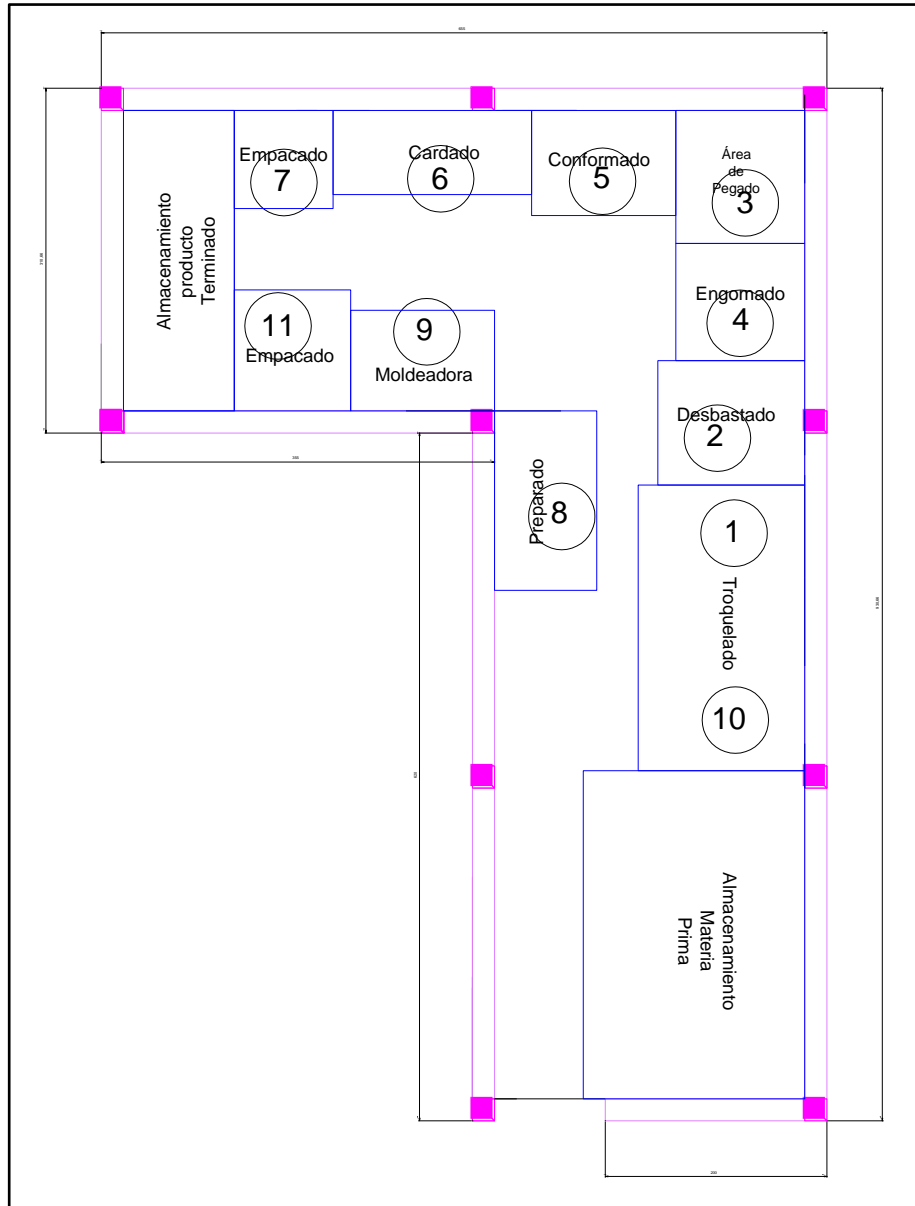 Empacado
7
Cardado
6
Conformado
5
Área
de
Pegado
3
Almacenamiento
producto
Terminado
11
Empacado
9
Moldeadora
Engomado
4
Desbastado
2
Preparado
8
1
Troquelado
10
Almacenamiento
Materia
Prima